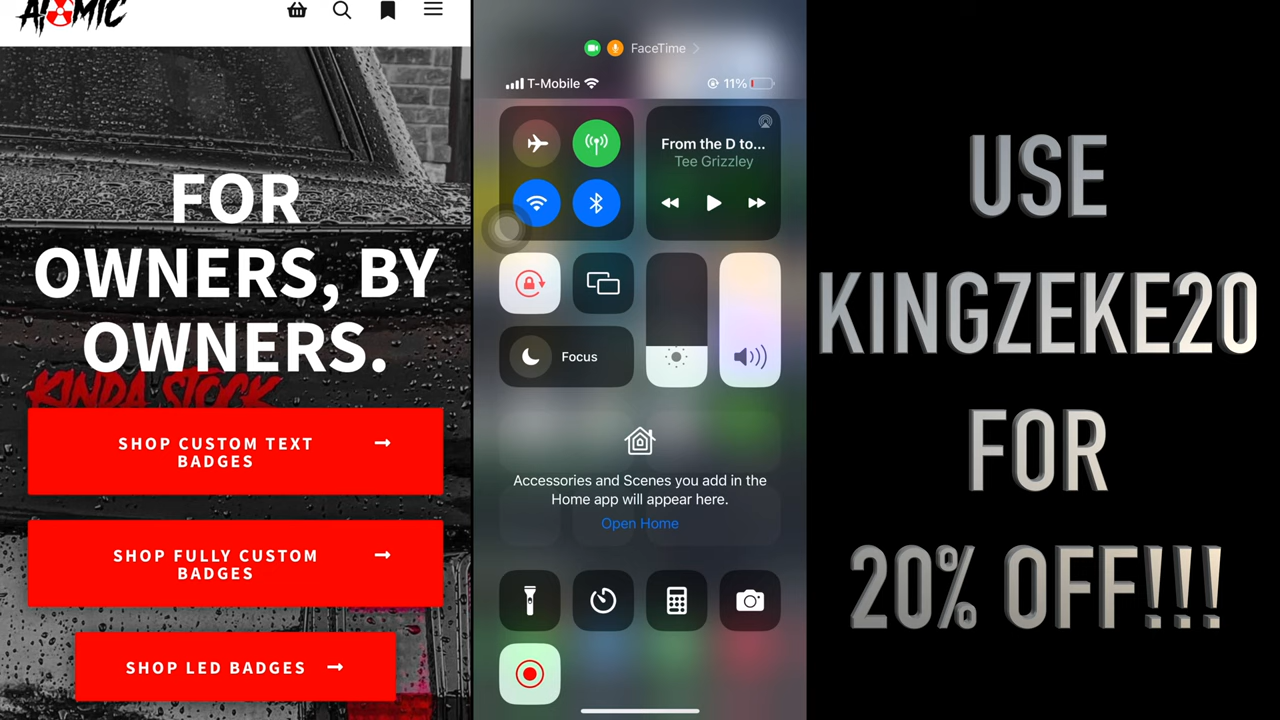 ATOMIC
FOR
OWNERS, BY
OWNERS.
KINDA STOCK
SHOP CUSTOM TEXT
BADGES
SHOP FULLY CUSTOM
BADGES
SHOP LED BADGES
FaceTime
T-Mobile
11%
From the D to...
Tee Grizzley
Focus
Accessories and Scenes you add in the
Home app will appear here.
Open Home
USE
KINGZEKE20
FOR
20% OFF!!!